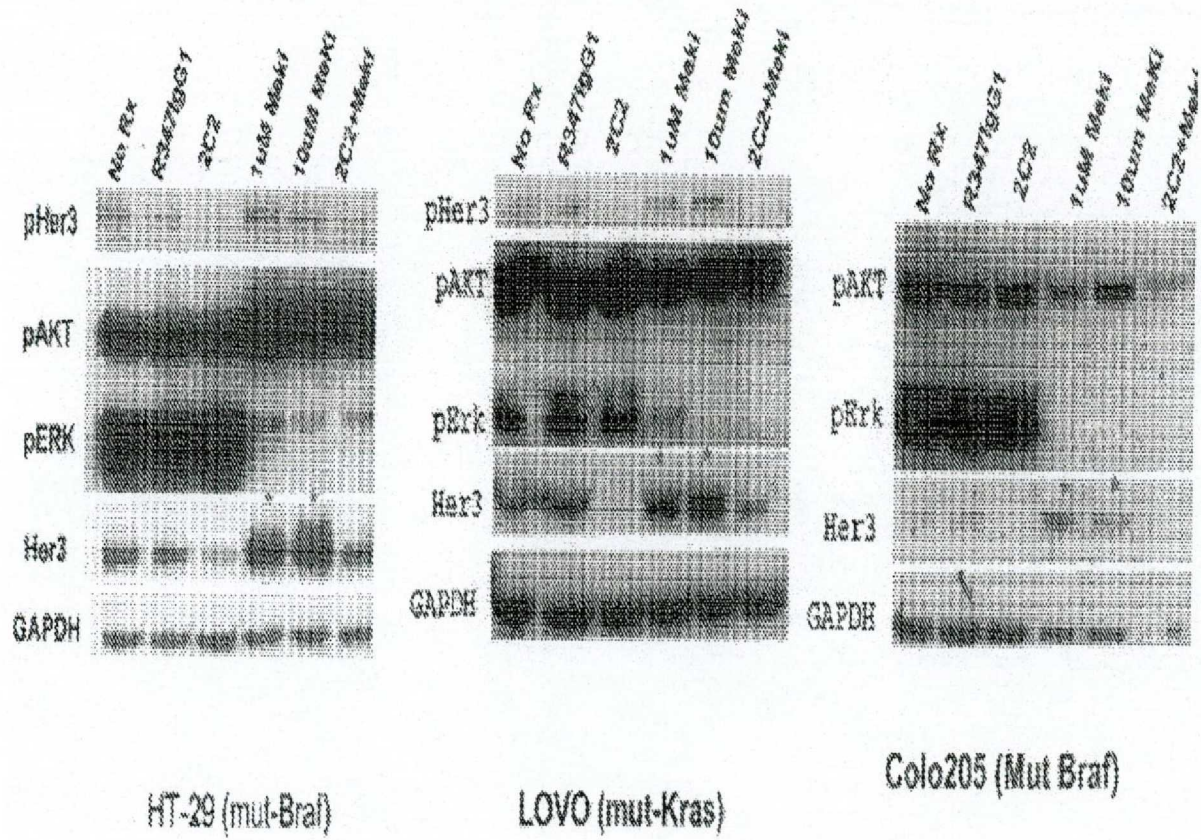 No Rx
R347IgG1
2C2
1uM Meki
10uM MeKi
2C2+Meki
pHer3
pAKT
pERK
Her3
GAPDH
HT-29 (mut-Braf)
No Rx
R347IgG1
2C2
1uM Meki
10um MeKi
2C2+MeKi
pHer3
pAKT
pErk
Her3
GAPDH
LOVO (mut-Kras)
No Rx
R347IgG1
2C2
1uM Meki
10um MeKi
2C2+Meki
pAKT
pErk
Her3
GAPDH
Colo205 (Mut Braf)